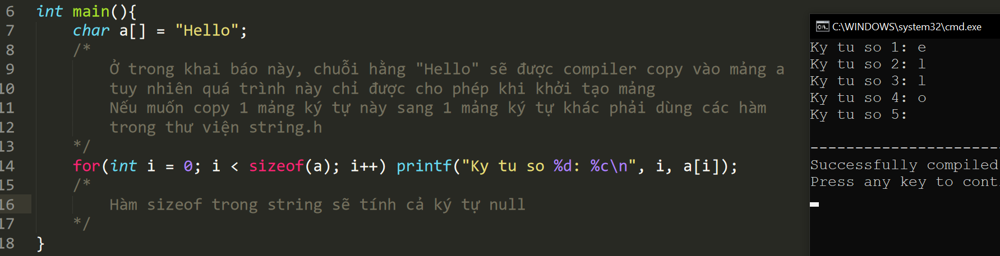 6 int main(){
7 char a[] = "Hello";
8 /*
9 Ở trong khai báo này, chuỗi hằng "Hello" sẽ được compiler copy vào mảng a
10 tuy nhiên quá trình này chỉ được cho phép khi khởi tạo mảng
11 Nếu muốn copy 1 mảng ký tự này sang 1 mảng ký tự khác phải dùng các hàm
12 trong thư viện string.h
13 */
14 for(int i = 0; i < sizeof(a); i++) printf("Ky tu so %d: %c\n", i, a[i]);
15 /*
16 Hàm sizeof trong string sẽ tính cả ký tự null
17 */
18 }
C:\WINDOWS\system32\cmd.exe
Ky tu so 1: e
Ky tu so 2: l
Ky tu so 3: l
Ky tu so 4: o
Ky tu so 5:
-----------------------
Successfully compiled
Press any key to cont